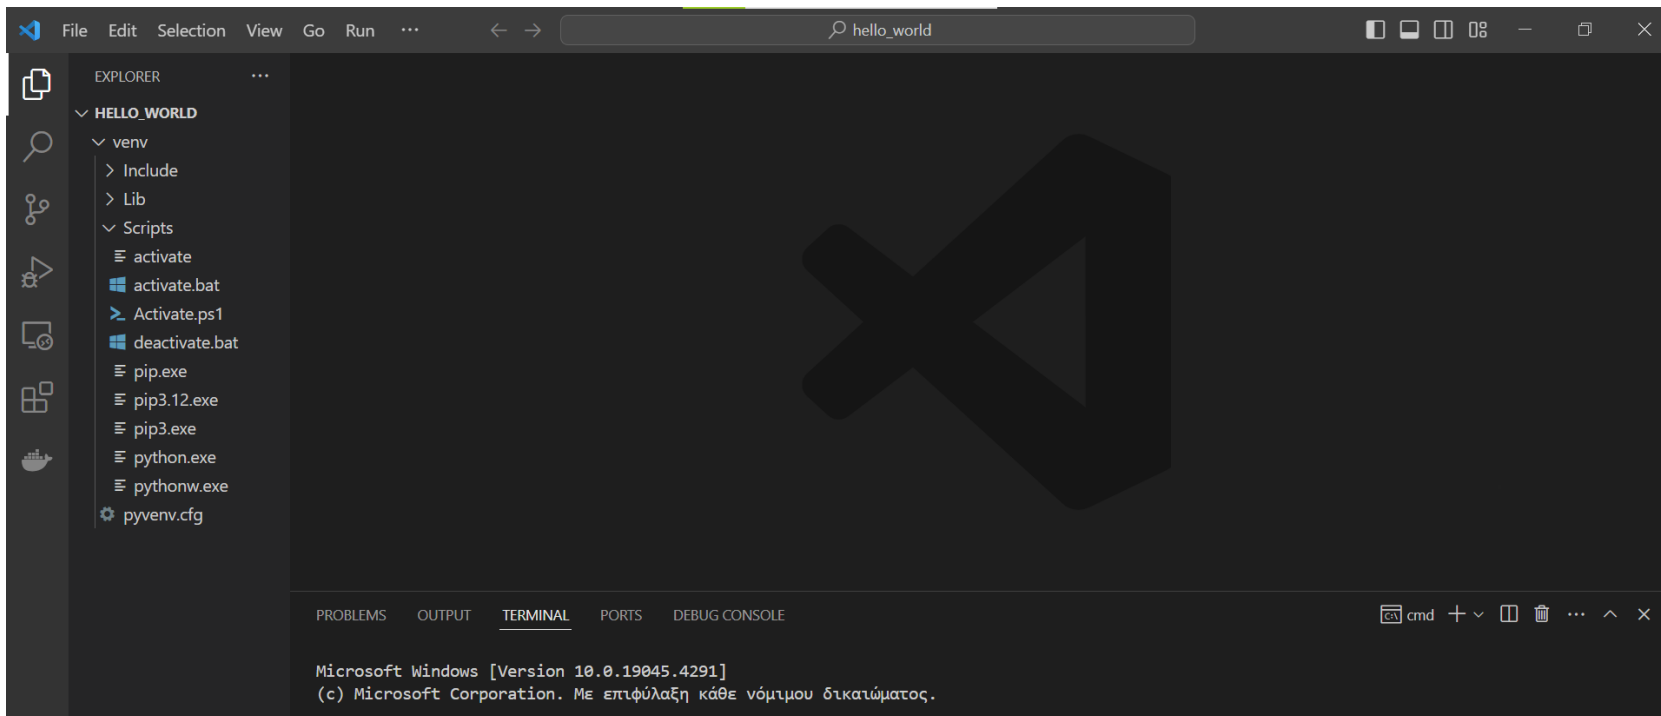 File Edit Selection View Go Run ··· hello_world
EXPLORER ···
HELLO_WORLD
venv
Include
Lib
Scripts
activate
activate.bat
Activate.ps1
deactivate.bat
pip.exe
pip3.12.exe
pip3.exe
python.exe
pythonw.exe
pyvenv.cfg
PROBLEMS OUTPUT TERMINAL PORTS DEBUG CONSOLE cmd
Microsoft Windows [Version 10.0.19045.4291]
(c) Microsoft Corporation. Με επιφύλαξη κάθε νόμιμου δικαιώματος.